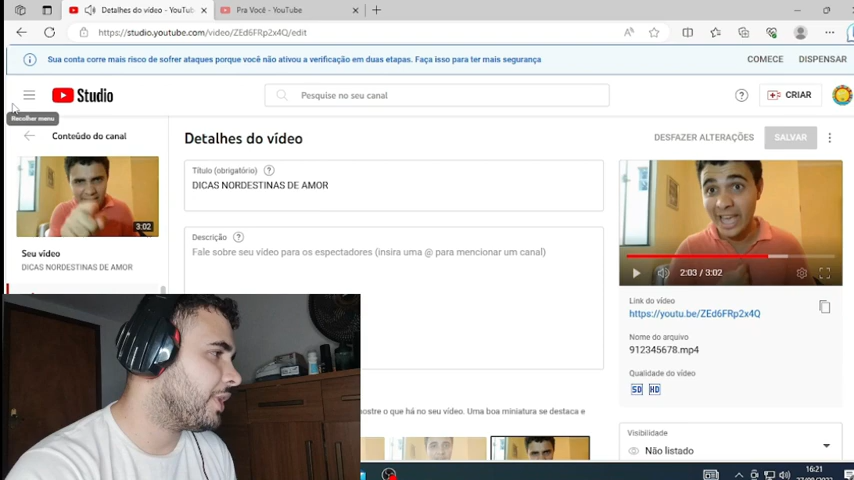 Detalhes do vídeo - YouTub
Pra Você - YouTube
https://studio.youtube.com/video/ZEd6FRp2x4Q/edit
Sua conta corre mais risco de sofrer ataques porque você não ativou a verificação em duas etapas. Faça isso para ter mais segurança
COMECE
DISPENSAR
Studio
Pesquise no seu canal
CRIAR
Recolher menu
Conteúdo do canal
Detalhes do vídeo
DESFAZER ALTERAÇÕES
SALVAR
Título (obrigatório)
DICAS NORDESTINAS DE AMOR
3:02
Descrição
Fale sobre seu vídeo para os espectadores (insira uma @ para mencionar um canal)
Seu vídeo
DICAS NORDESTINAS DE AMOR
2:03 / 3:02
Link do vídeo
https://youtu.be/ZEd6FRp2x4Q
Nome do arquivo
912345678.mp4
Qualidade do vídeo
SD HD
mostre o que há no seu vídeo. Uma boa miniatura se destaca e
Visibilidade
Não listado
16:21